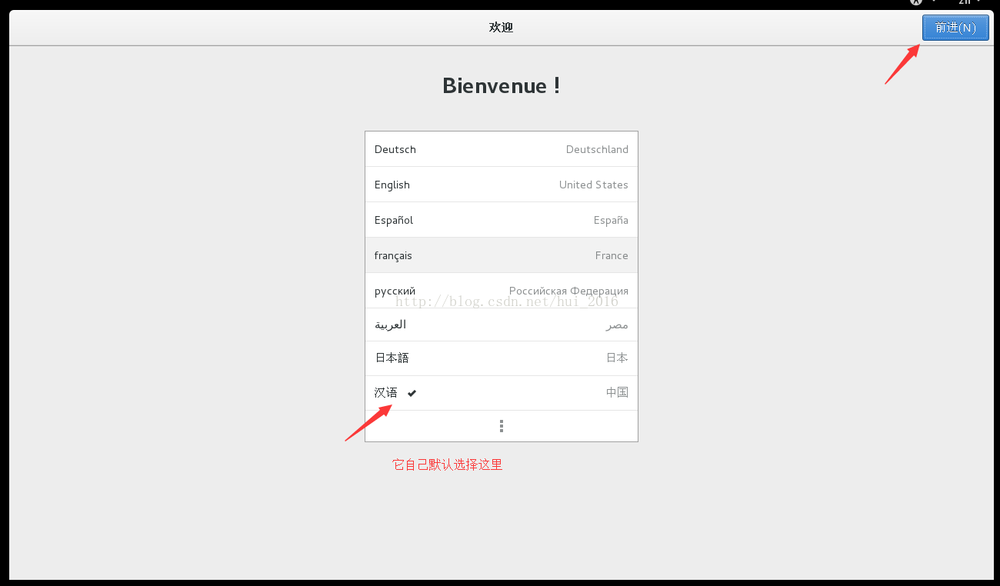 zh
欢迎
前进(N)
Bienvenue !
Deutsch Deutschland
English United States
Español España
français France
русский Российская Федерация
http://blog.csdn.net/hui_2016
العربية مصر
日本語 日本
汉语 中国
它自己默认选择这里